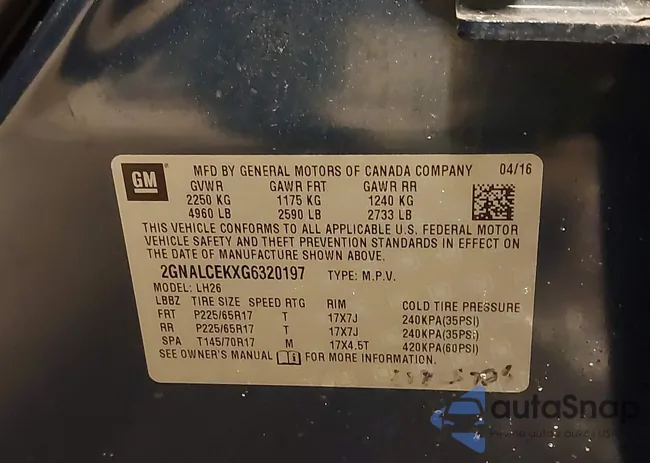 GM
MFD BY GENERAL MOTORS OF CANADA COMPANY 04/16
GVWR GAWR FRT GAWR RR
2250 KG 1175 KG 1240 KG
4960 LB 2590 LB 2733 LB
THIS VEHICLE CONFORMS TO ALL APPLICABLE U.S. FEDERAL MOTOR
VEHICLE SAFETY AND THEFT PREVENTION STANDARDS IN EFFECT ON
THE DATE OF MANUFACTURE SHOWN ABOVE.
2GNALCEKXG6320197 TYPE: M.P.V.
MODEL: LH26
LBBZ TIRE SIZE SPEED RTG RIM COLD TIRE PRESSURE
FRT P225/65R17 T 17X7J 240KPA(35PSI)
RR P225/65R17 T 17X7J 240KPA(35PSI)
SPA T145/70R17 M 17X4.5T 420KPA(60PSI)
SEE OWNER'S MANUAL FOR MORE INFORMATION.
autaSnap